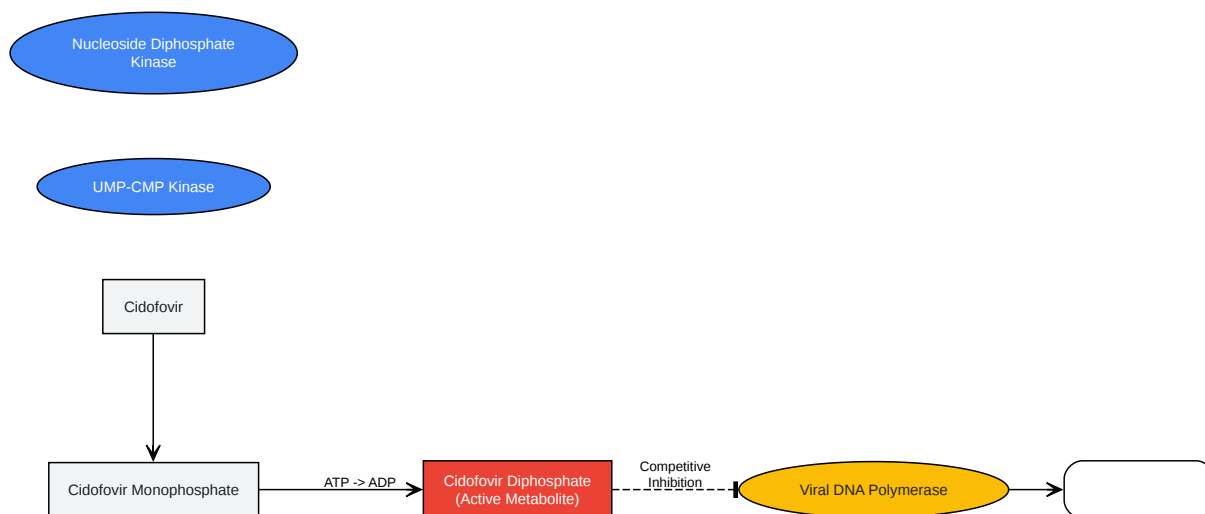 Nucleoside Diphosphate
Kinase
UMP-CMP Kinase
Cidofovir
Cidofovir Monophosphate
ATP -> ADP
Cidofovir Diphosphate
(Active Metabolite)
Competitive
Inhibition
Viral DNA Polymerase